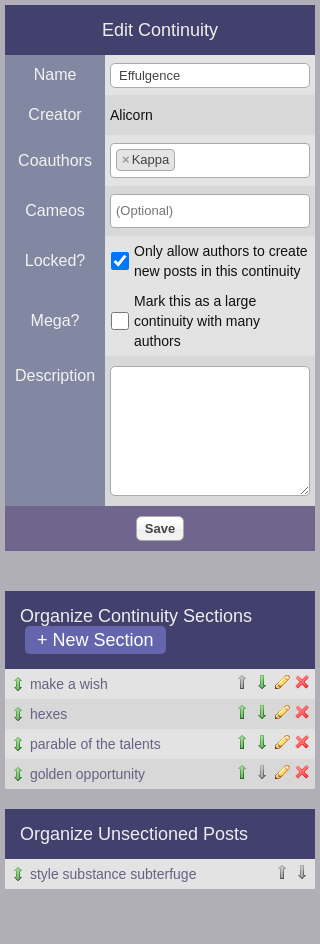 Edit Continuity
Name
Effulgence
Creator
Alicorn
Coauthors
×Kappa
Cameos
(Optional)
Locked?
Only allow authors to create
new posts in this continuity
Mega?
Mark this as a large
continuity with many
authors
Description
Save
Organize Continuity Sections
+ New Section
make a wish
hexes
parable of the talents
golden opportunity
Organize Unsectioned Posts
style substance subterfuge